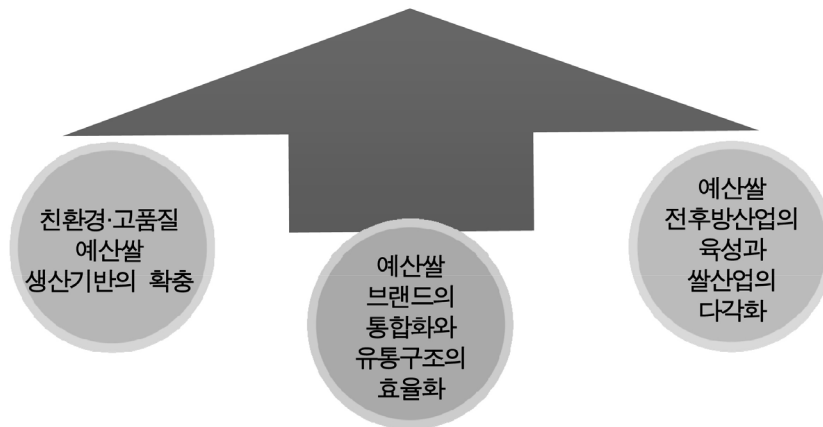 친환경·고품질
예산쌀
생산기반의 확충
예산쌀
브랜드의
통합화와
유통구조의
효율화
예산쌀
전후방산업의
육성과
쌀산업의
다각화